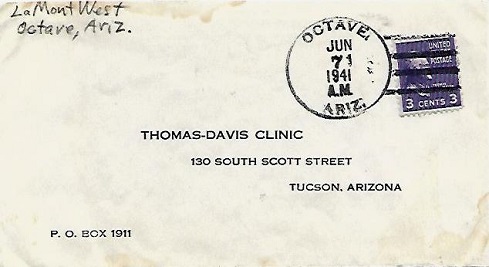 LaMont West
Octave, Ariz.
OCTAVE.
JUN
7
1941
A.M.
ARIZ.
UNITED
POSTAGE
3 CENTS 3
THOMAS-DAVIS CLINIC
130 SOUTH SCOTT STREET
TUCSON, ARIZONA
P. O. BOX 1911